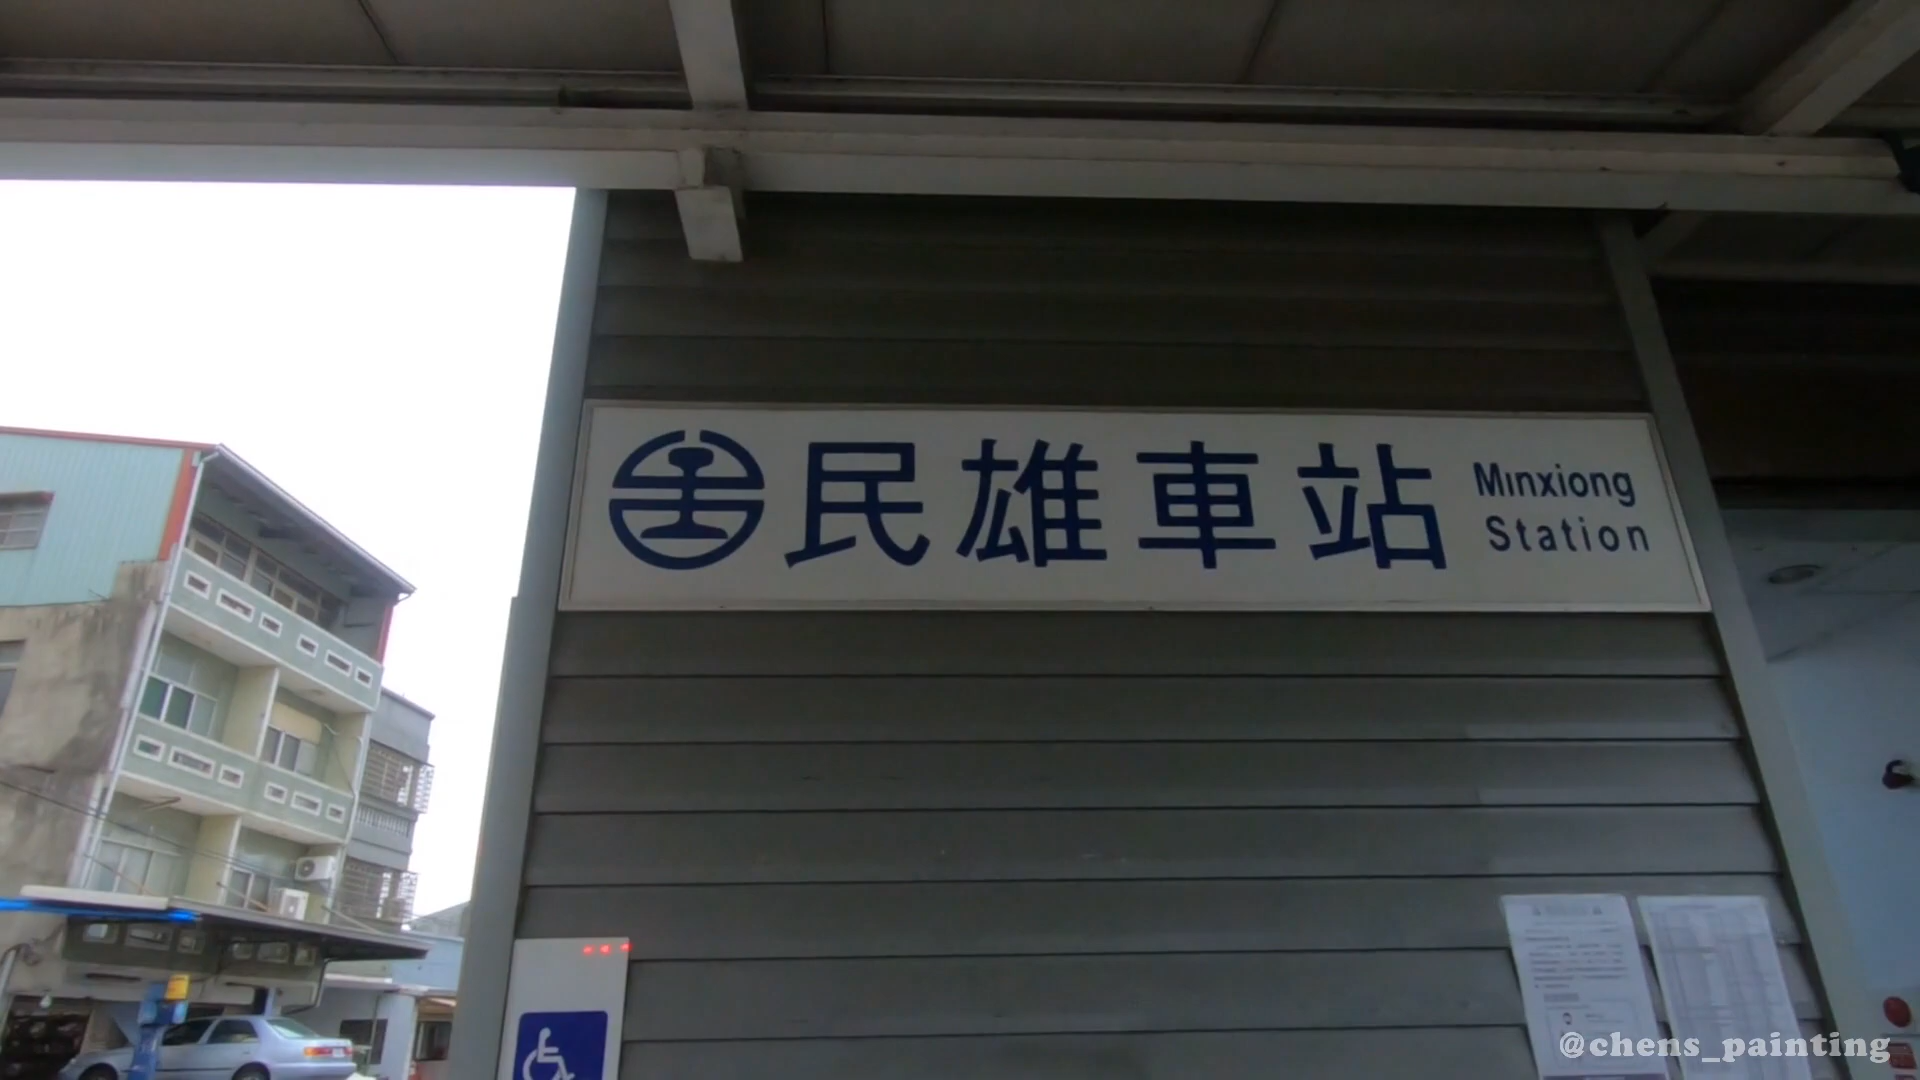 民雄車站
Minxiong
Station
@chens_painting